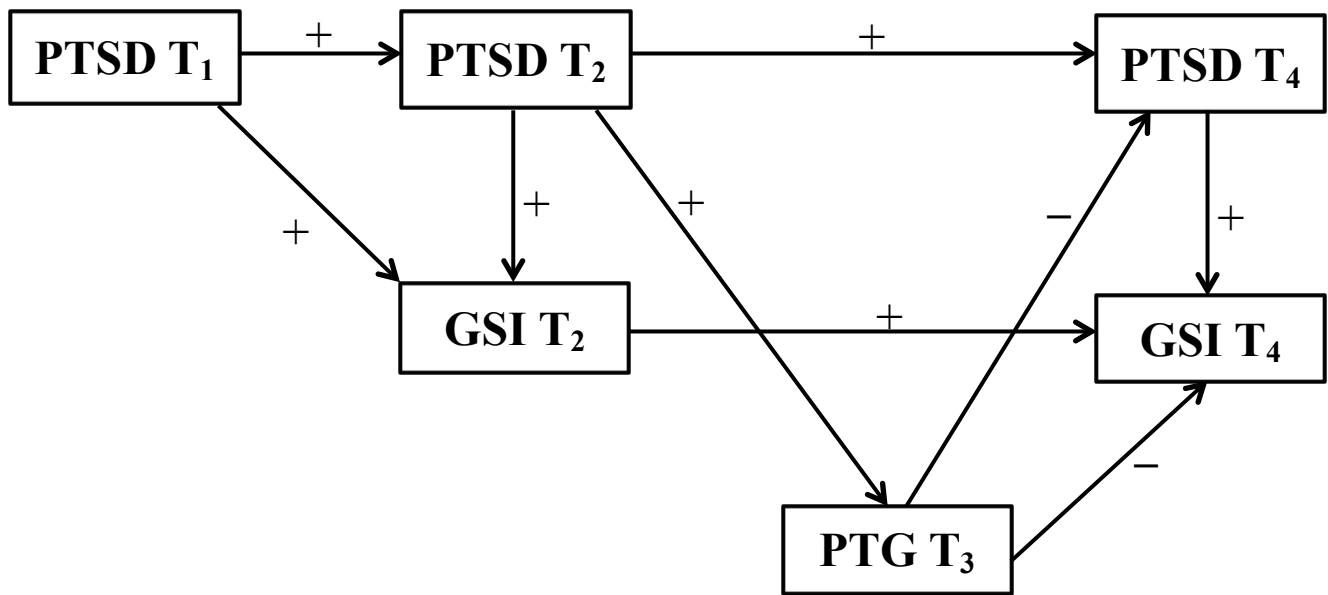 PTSD T₁
+
PTSD T₂
+
PTSD T₄
+
+
+
−
+
GSI T₂
+
GSI T₄
−
PTG T₃